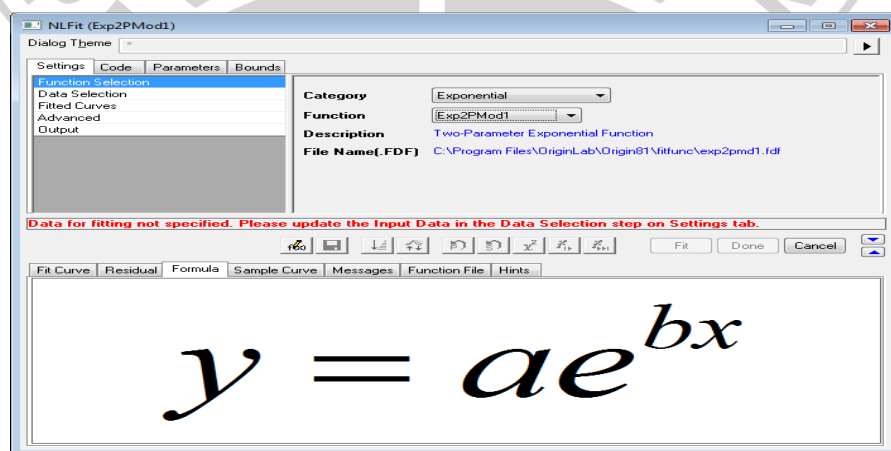 NLFit (Exp2PMod1)
Dialog Theme *
Settings Code Parameters Bounds
Function Selection
Data Selection
Fitted Curves
Advanced
Output
Category Exponential
Function Exp2PMod1
Description Two-Parameter Exponential Function
File Name(.FDF) C:\Program Files\OriginLab\Origin81\fitfunc\exp2pmd1.fdf
Data for fitting not specified. Please update the Input Data in the Data Selection step on Settings tab.
Fit Done Cancel
Fit Curve Residual Formula Sample Curve Messages Function File Hints
y = ae^{bx}